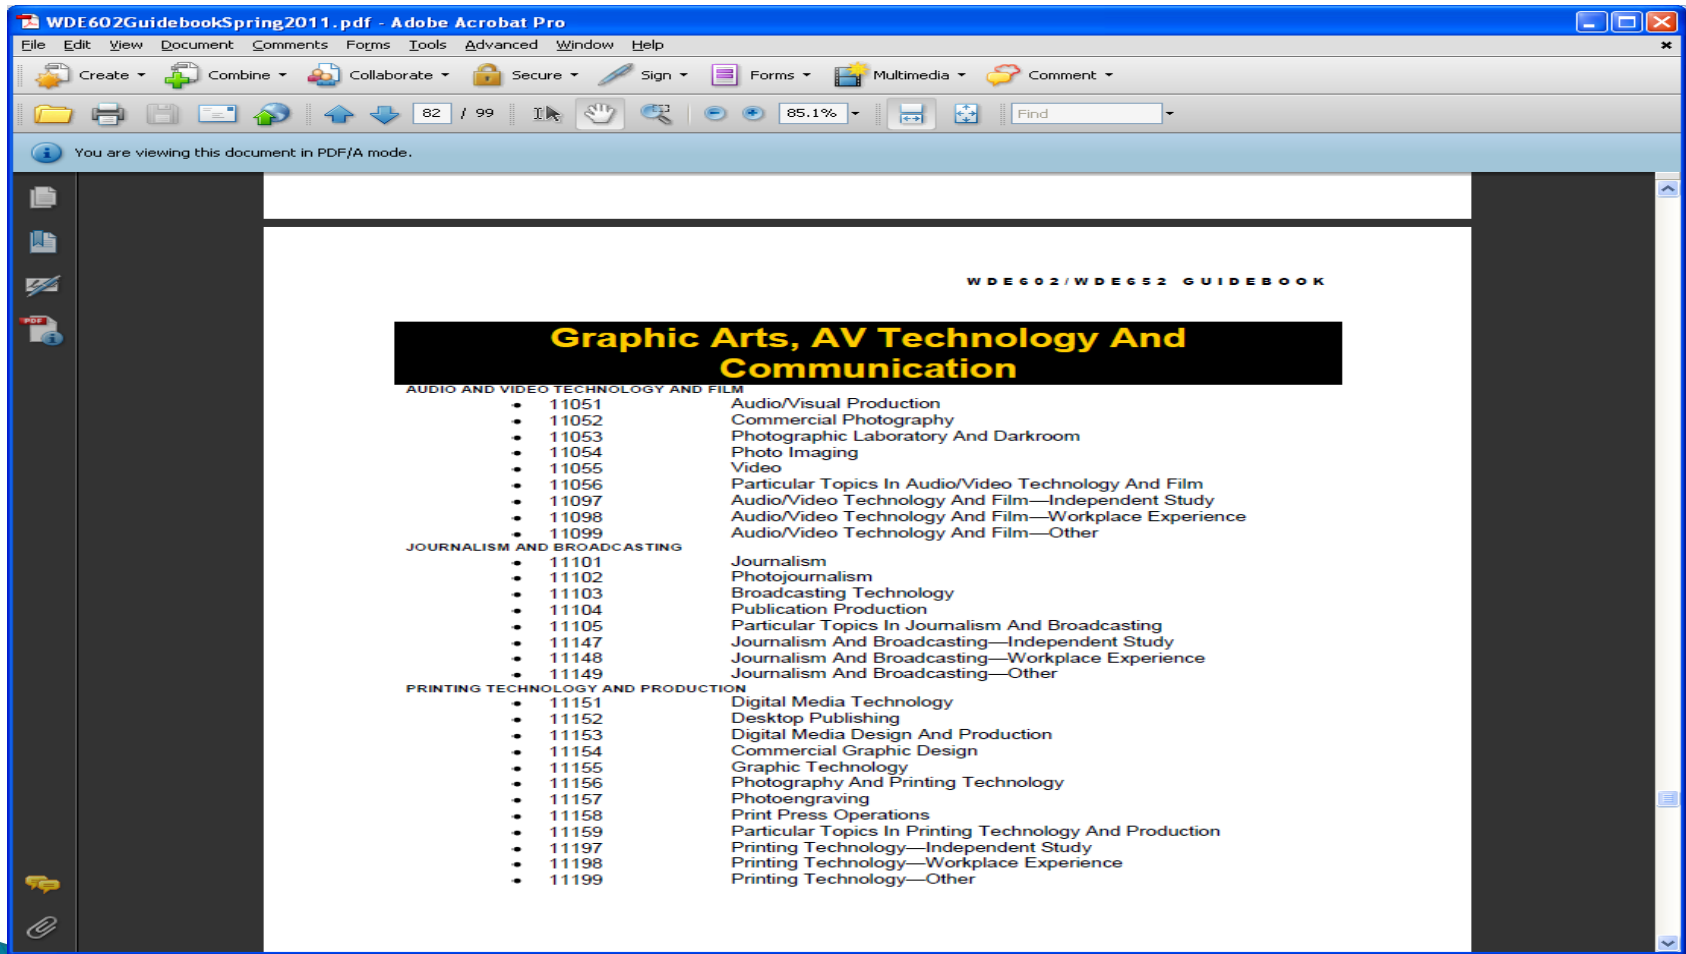 WDE602GuidebookSpring2011.pdf - Adobe Acrobat Pro
File Edit View Document Comments Forms Tools Advanced Window Help
Create Combine Collaborate Secure Sign Forms Multimedia Comment
82 / 99 85.1% Find
You are viewing this document in PDF/A mode.
WDE602/WDE652 GUIDEBOOK
Graphic Arts, AV Technology And
Communication
AUDIO AND VIDEO TECHNOLOGY AND FILM
• 11051 Audio/Visual Production
• 11052 Commercial Photography
• 11053 Photographic Laboratory And Darkroom
• 11054 Photo Imaging
• 11055 Video
• 11056 Particular Topics In Audio/Video Technology And Film
• 11097 Audio/Video Technology And Film—Independent Study
• 11098 Audio/Video Technology And Film—Workplace Experience
• 11099 Audio/Video Technology And Film—Other
JOURNALISM AND BROADCASTING
• 11101 Journalism
• 11102 Photojournalism
• 11103 Broadcasting Technology
• 11104 Publication Production
• 11105 Particular Topics In Journalism And Broadcasting
• 11147 Journalism And Broadcasting—Independent Study
• 11148 Journalism And Broadcasting—Workplace Experience
• 11149 Journalism And Broadcasting—Other
PRINTING TECHNOLOGY AND PRODUCTION
• 11151 Digital Media Technology
• 11152 Desktop Publishing
• 11153 Digital Media Design And Production
• 11154 Commercial Graphic Design
• 11155 Graphic Technology
• 11156 Photography And Printing Technology
• 11157 Photoengraving
• 11158 Print Press Operations
• 11159 Particular Topics In Printing Technology And Production
• 11197 Printing Technology—Independent Study
• 11198 Printing Technology—Workplace Experience
• 11199 Printing Technology—Other